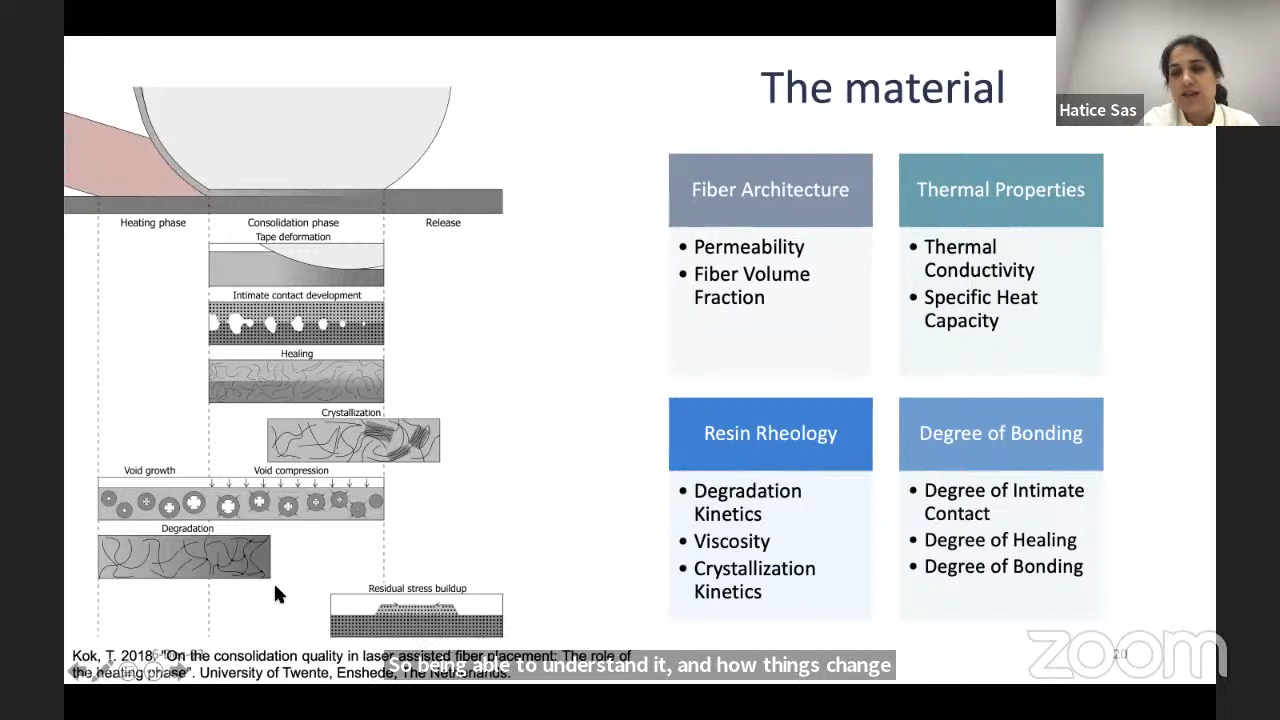 The material
Hatice Sas
Heating phase
Consolidation phase
Release
Tape deformation
Intimate contact development
Healing
Crystallization
Void growth
Void compression
Degradation
Residual stress buildup
Fiber Architecture
• Permeability
• Fiber Volume
Fraction
Thermal Properties
• Thermal
Conductivity
• Specific Heat
Capacity
Resin Rheology
• Degradation
Kinetics
• Viscosity
• Crystallization
Kinetics
Degree of Bonding
• Degree of Intimate
Contact
• Degree of Healing
• Degree of Bonding
Kok, T. 2018. "On the consolidation quality in laser assisted fiber placement: The role of
the heating phase". University of Twente, Enshede, The Netherlands.
So being able to understand it, and how things change
zoom
20